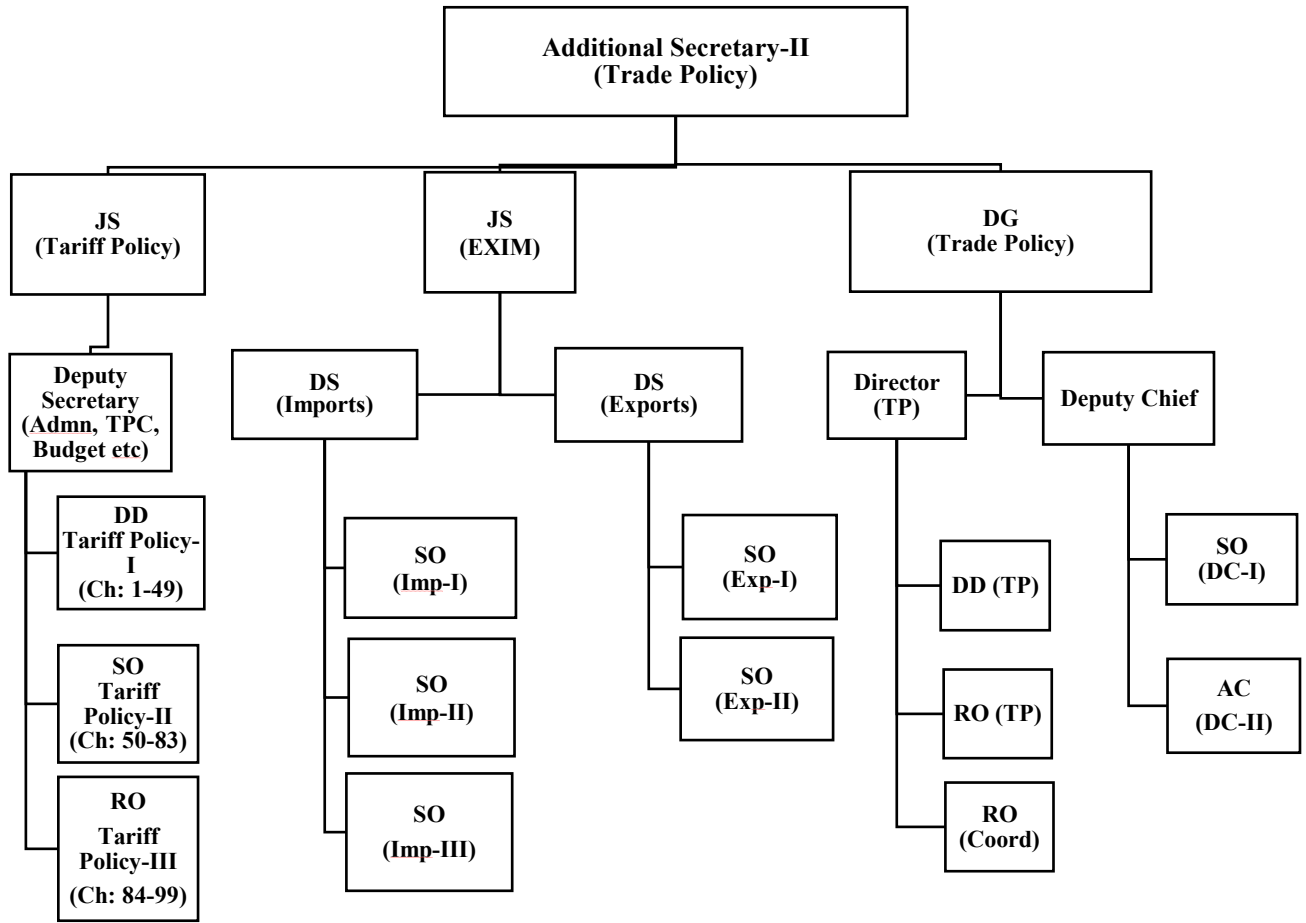 Additional Secretary-II
(Trade Policy)
JS
(Tariff Policy)
JS
(EXIM)
DG
(Trade Policy)
Deputy
Secretary
(Admn, TPC,
Budget etc)
DS
(Imports)
DS
(Exports)
Director
(TP)
Deputy Chief
DD
Tariff Policy-
I
(Ch: 1-49)
SO
Tariff
Policy-II
(Ch: 50-83)
RO
Tariff
Policy-III
(Ch: 84-99)
SO
(Imp-I)
SO
(Imp-II)
SO
(Imp-III)
SO
(Exp-I)
SO
(Exp-II)
DD (TP)
RO (TP)
RO
(Coord)
SO
(DC-I)
AC
(DC-II)